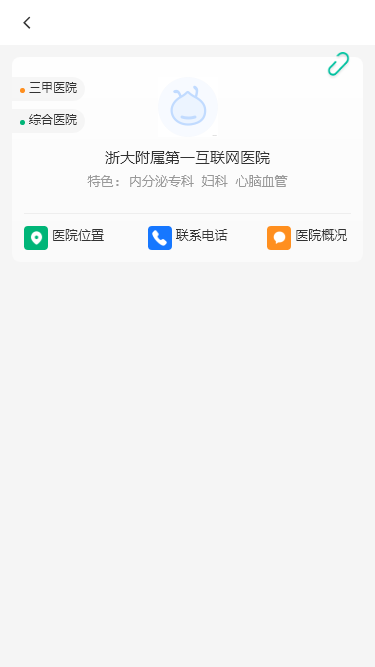 三甲医院
综合医院
浙大附属第一互联网医院
特色：内分泌专科 妇科 心脑血管
医院位置
联系电话
医院概况